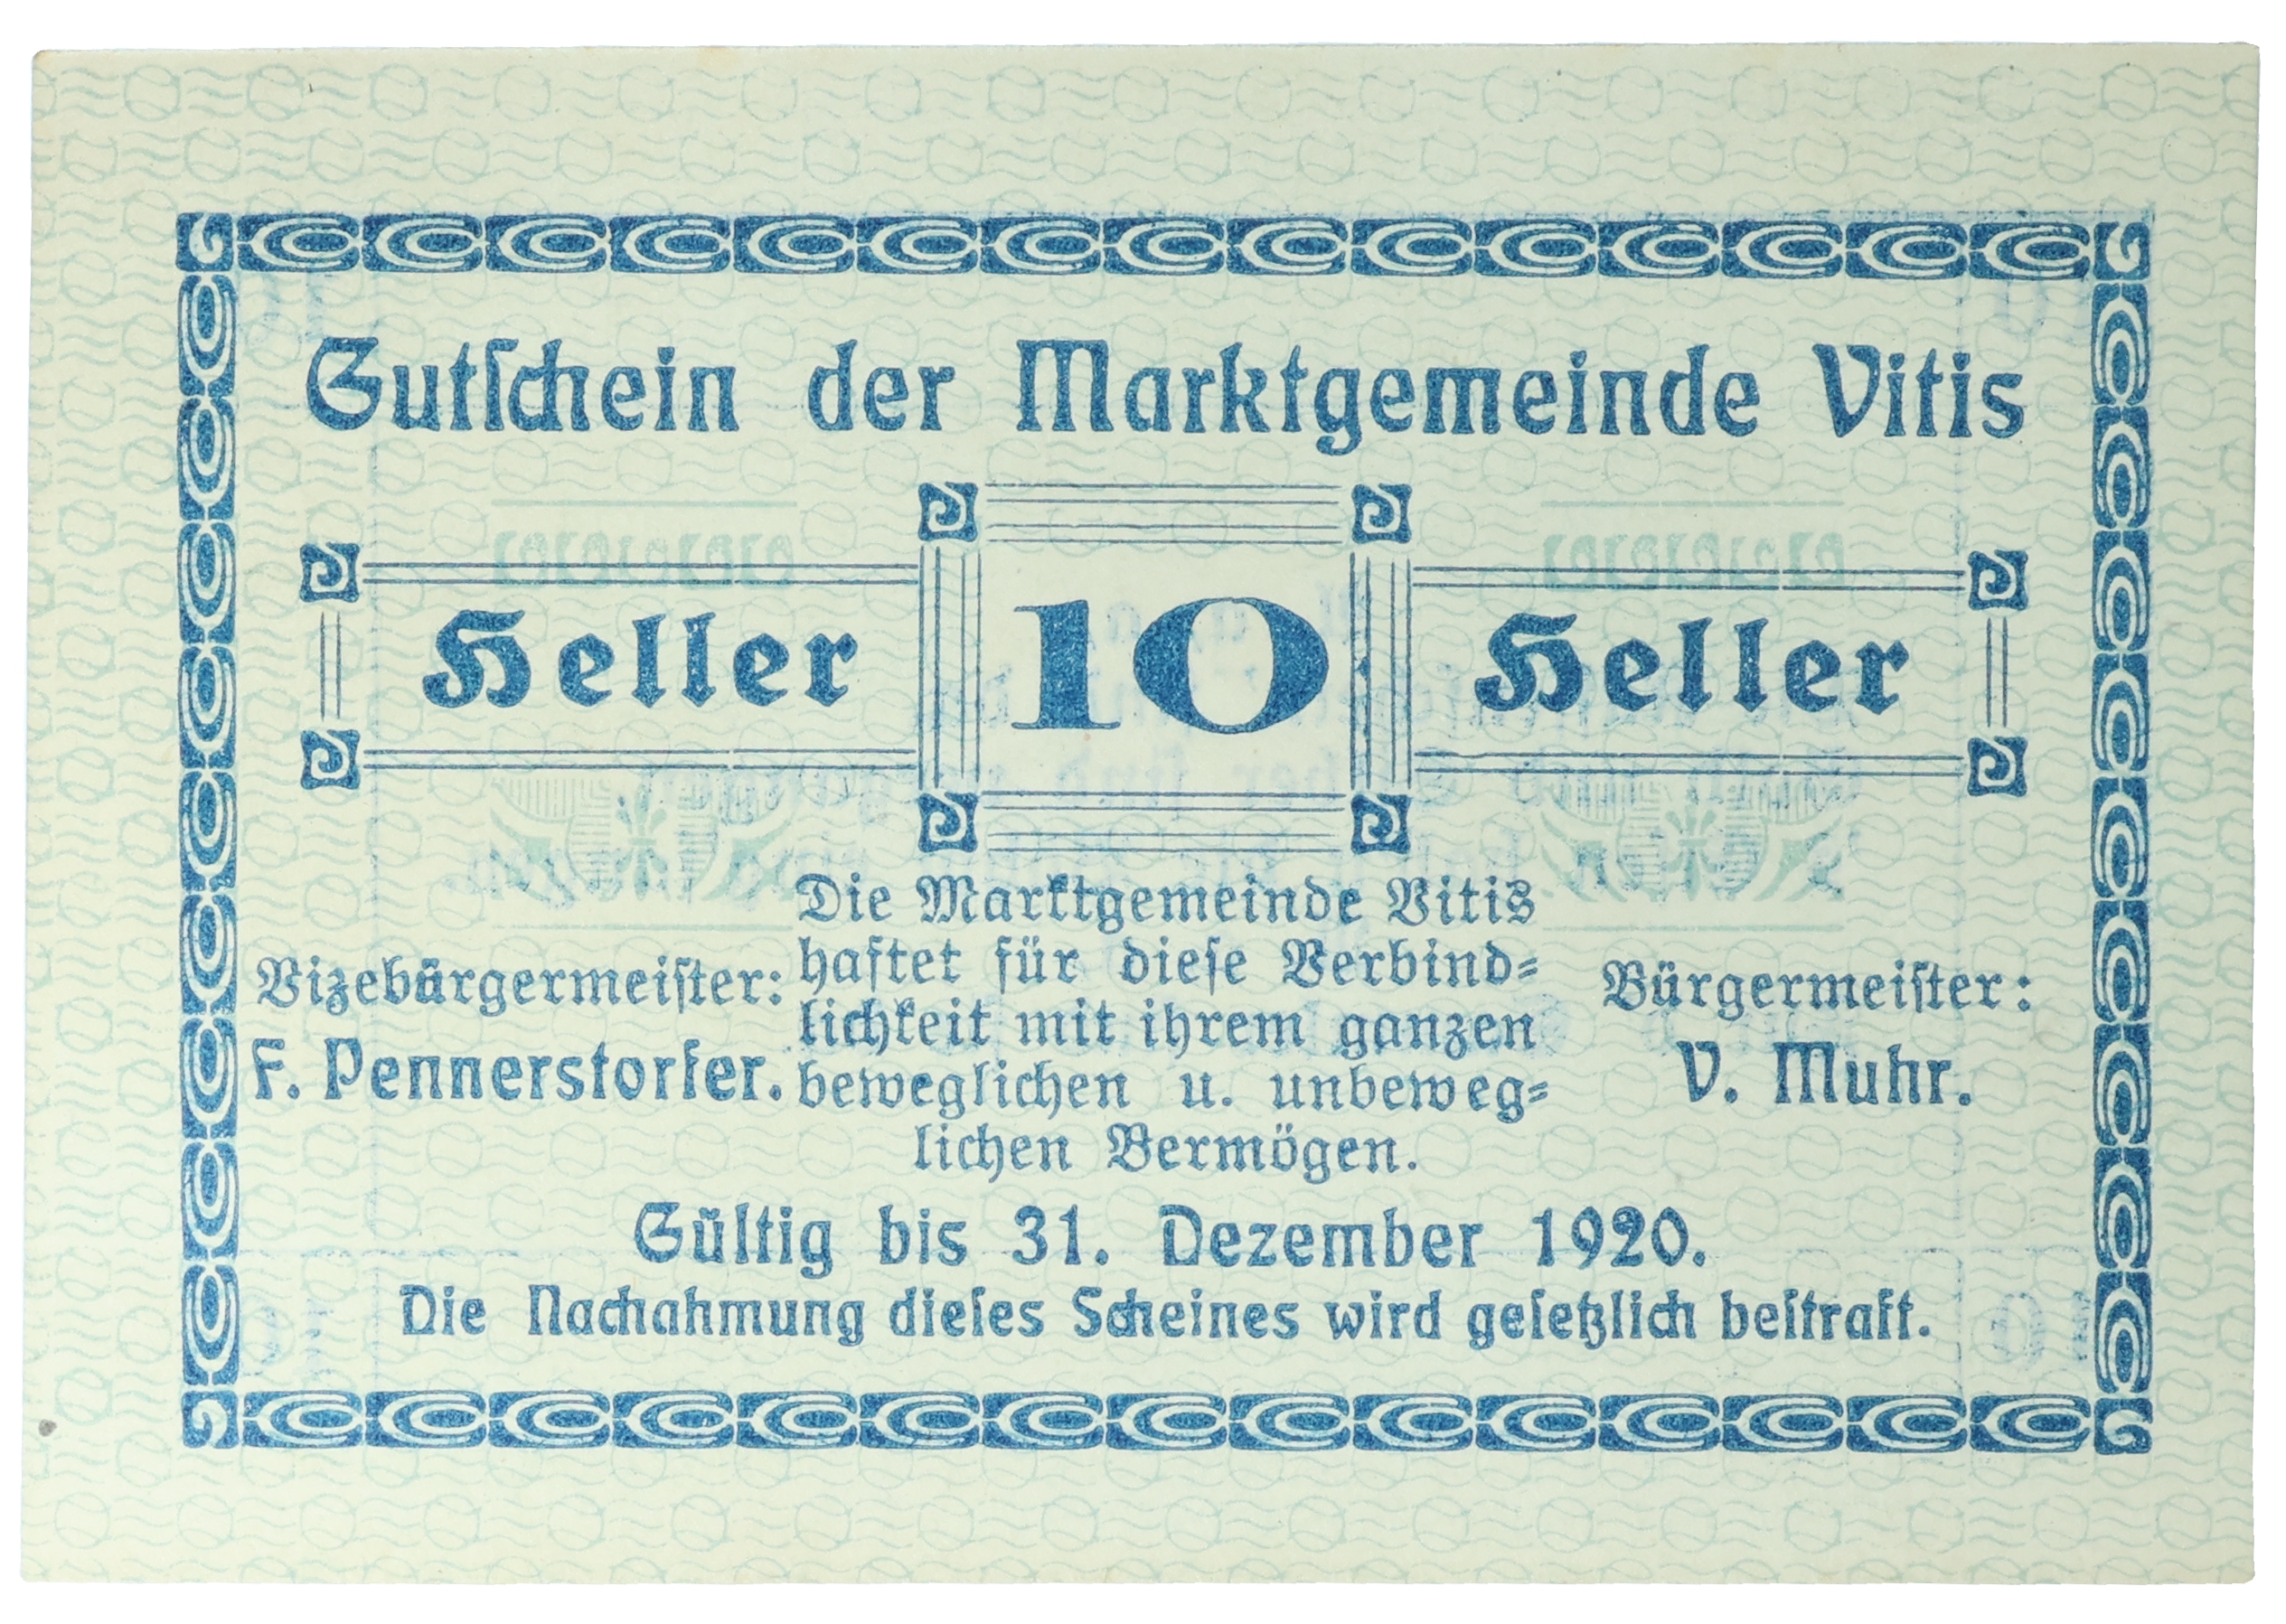 Gutschein der Marktgemeinde Vitis
Heller 10 Heller
Die Marktgemeinde Vitis
haftet für diese Verbind-
lichkeit mit ihrem ganzen
beweglichen u. unbeweg-
lichen Vermögen.
Vizebürgermeister:
F. Pennerstorfer.
Bürgermeister:
V. Muhr.
Gültig bis 31. Dezember 1920.
Die Nachahmung dieses Scheines wird gesetzlich bestraft.